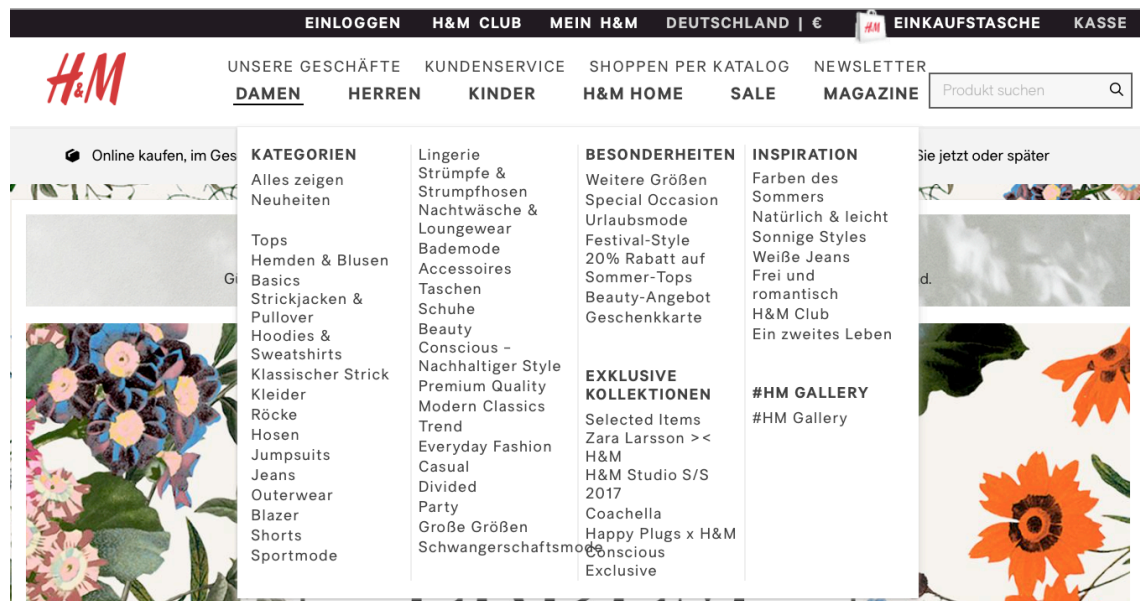 EINLOGGEN H&M CLUB MEIN H&M DEUTSCHLAND | € H&M EINKAUFSTASCHE KASSE
H&M
UNSERE GESCHÄFTE KUNDENSERVICE SHOPPEN PER KATALOG NEWSLETTER
DAMEN HERREN KINDER H&M HOME SALE MAGAZINE
Produkt suchen
Online kaufen, im Ges
Sie jetzt oder später
KATEGORIEN
Alles zeigen
Neuheiten
Tops
Hemden & Blusen
Basics
Strickjacken &
Pullover
Hoodies &
Sweatshirts
Klassischer Strick
Kleider
Röcke
Hosen
Jumpsuits
Jeans
Outerwear
Blazer
Shorts
Sportmode
Lingerie
Strümpfe &
Strumpfhosen
Nachtwäsche &
Loungewear
Bademode
Accessoires
Taschen
Schuhe
Beauty
Conscious –
Nachhaltiger Style
Premium Quality
Modern Classics
Trend
Everyday Fashion
Casual
Divided
Party
Große Größen
Schwangerschaftsmode
BESONDERHEITEN
Weitere Größen
Special Occasion
Urlaubsmode
Festival-Style
20% Rabatt auf
Sommer-Tops
Beauty-Angebot
Geschenkkarte
EXKLUSIVE
KOLLEKTIONEN
Selected Items
Zara Larsson ><
H&M
H&M Studio S/S
2017
Coachella
Happy Plugs x H&M
Conscious
Exclusive
INSPIRATION
Farben des
Sommers
Natürlich & leicht
Sonnige Styles
Weiße Jeans
Frei und
romantisch
H&M Club
Ein zweites Leben
#HM GALLERY
#HM Gallery